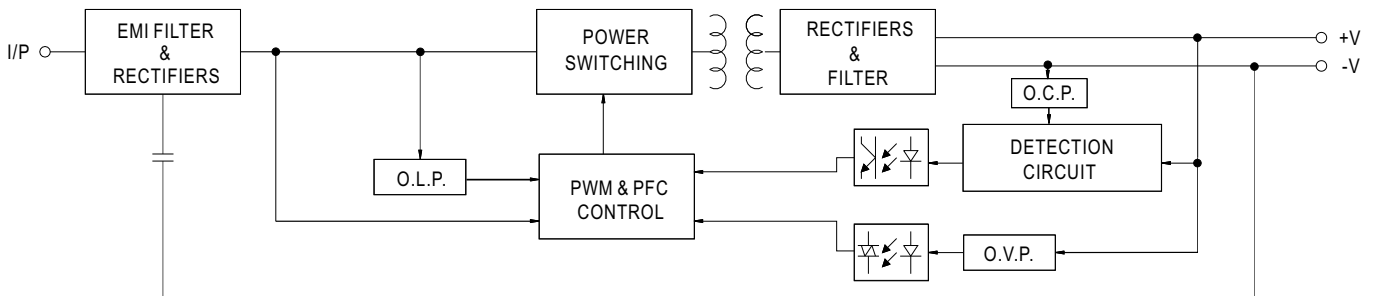 I/P
EMI FILTER
&
RECTIFIERS
POWER
SWITCHING
RECTIFIERS
&
FILTER
+V
-V
O.C.P.
DETECTION
CIRCUIT
O.L.P.
PWM & PFC
CONTROL
O.V.P.